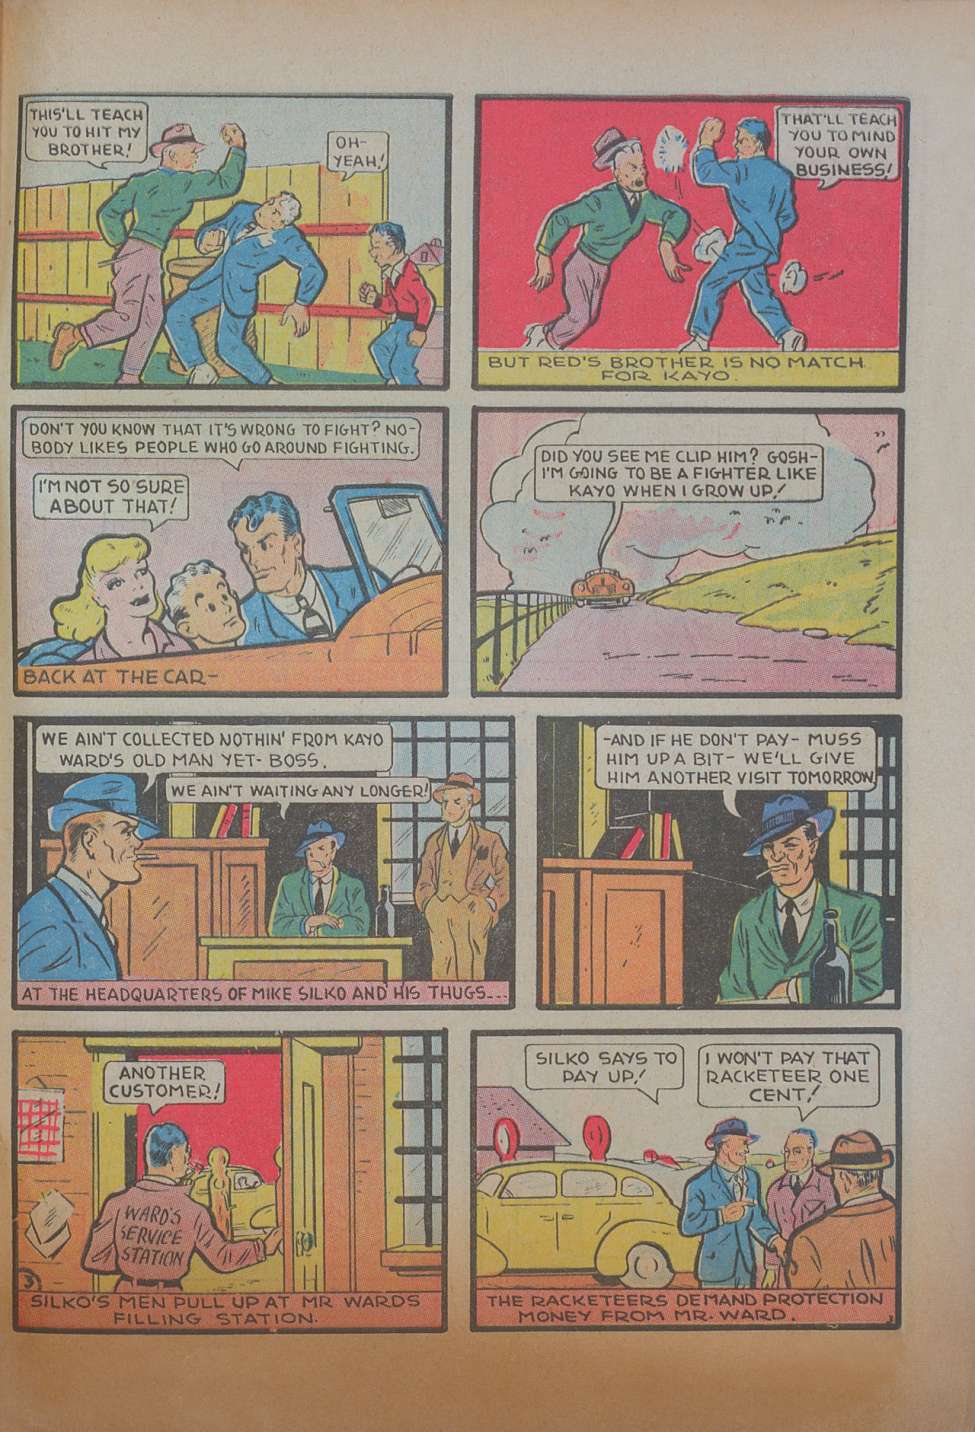 THIS'LL TEACH
YOU TO HIT MY
BROTHER!
OH-
YEAH!
THAT'LL TEACH
YOU TO MIND
YOUR OWN
BUSINESS!
BUT RED'S BROTHER IS NO MATCH
FOR KAYO.
DON'T YOU KNOW THAT IT'S WRONG TO FIGHT? NO-
BODY LIKES PEOPLE WHO GO AROUND FIGHTING.
I'M NOT SO SURE
ABOUT THAT!
BACK AT THE CAR-
DID YOU SEE ME CLIP HIM? GOSH-
I'M GOING TO BE A FIGHTER LIKE
KAYO WHEN I GROW UP!
WE AIN'T COLLECTED NOTHIN' FROM KAYO
WARD'S OLD MAN YET- BOSS.
WE AIN'T WAITING ANY LONGER!
AT THE HEADQUARTERS OF MIKE SILKO AND HIS THUGS...
-AND IF HE DON'T PAY- MUSS
HIM UP A BIT- WE'LL GIVE
HIM ANOTHER VISIT TOMORROW.
ANOTHER
CUSTOMER!
WARD'S
SERVICE
STATION
3
SILKO'S MEN PULL UP AT MR WARDS
FILLING STATION.
SILKO SAYS TO
PAY UP!
I WON'T PAY THAT
RACKETEER ONE
CENT!
THE RACKETEERS DEMAND PROTECTION
MONEY FROM MR. WARD.